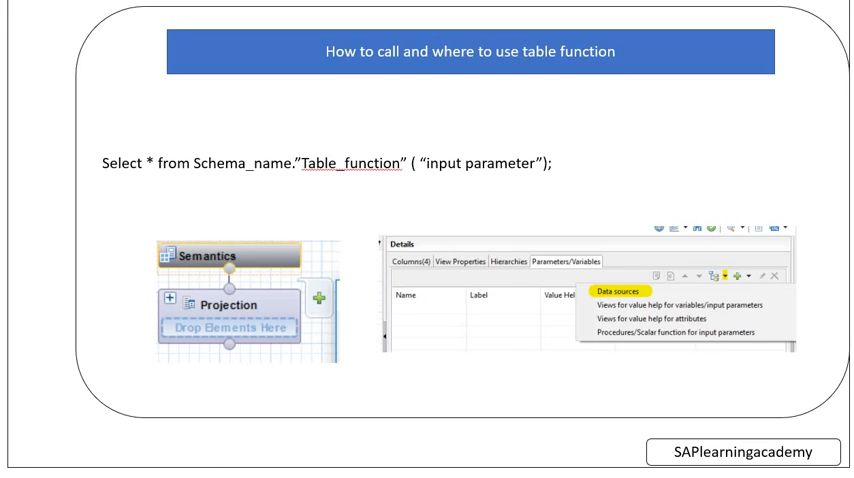 How to call and where to use table function
Select * from Schema_name.”Table_function” ( “input parameter”);
Semantics
Projection
Drop Elements Here
Details
Columns(4) View Properties Hierarchies Parameters/Variables
Name Label Value Hel
Data sources
Views for value help for variables/input parameters
Views for value help for attributes
Procedures/Scalar function for input parameters
SAPlearningacademy